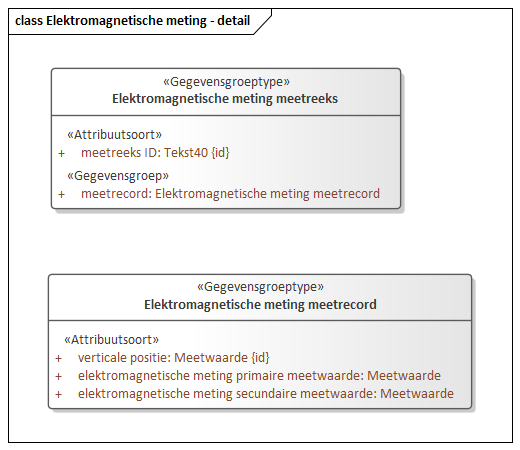 class Elektromagnetische meting - detail
«Gegevensgroeptype»
Elektromagnetische meting meetreeks
«Attribuutsoort»
+ meetreeks ID: Tekst40 {id}
«Gegevensgroep»
+ meetrecord: Elektromagnetische meting meetrecord
«Gegevensgroeptype»
Elektromagnetische meting meetrecord
«Attribuutsoort»
+ verticale positie: Meetwaarde {id}
+ elektromagnetische meting primaire meetwaarde: Meetwaarde
+ elektromagnetische meting secundaire meetwaarde: Meetwaarde